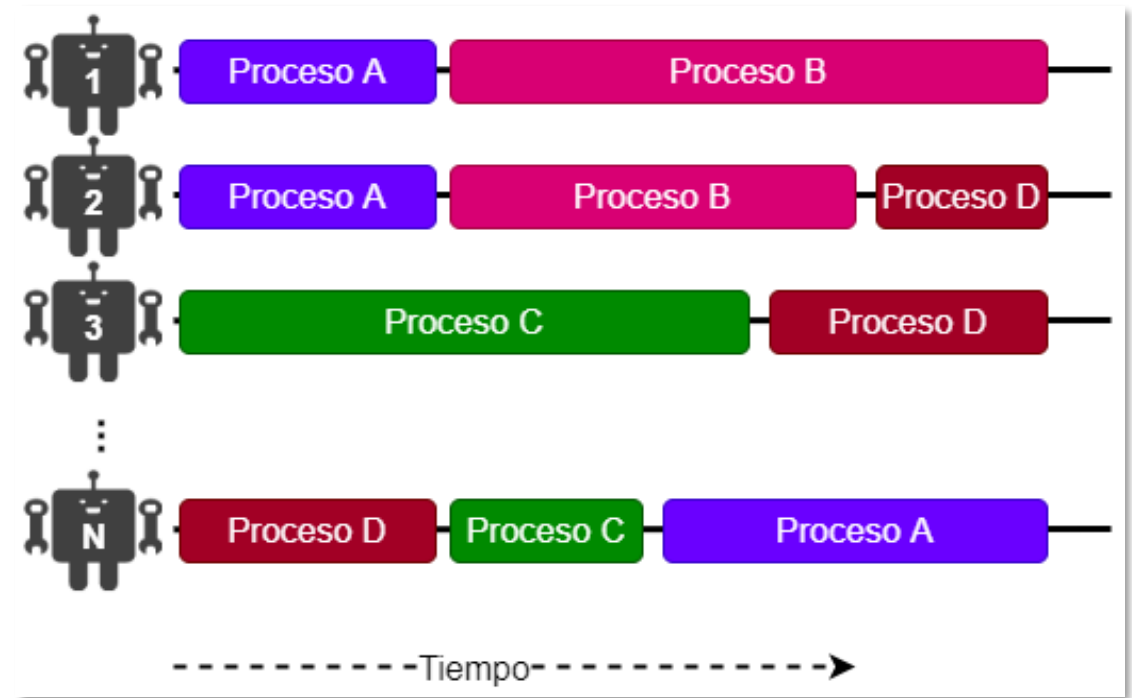 1 Proceso A Proceso B
2 Proceso A Proceso B Proceso D
3 Proceso C Proceso D
⋮
N Proceso D Proceso C Proceso A
Tiempo